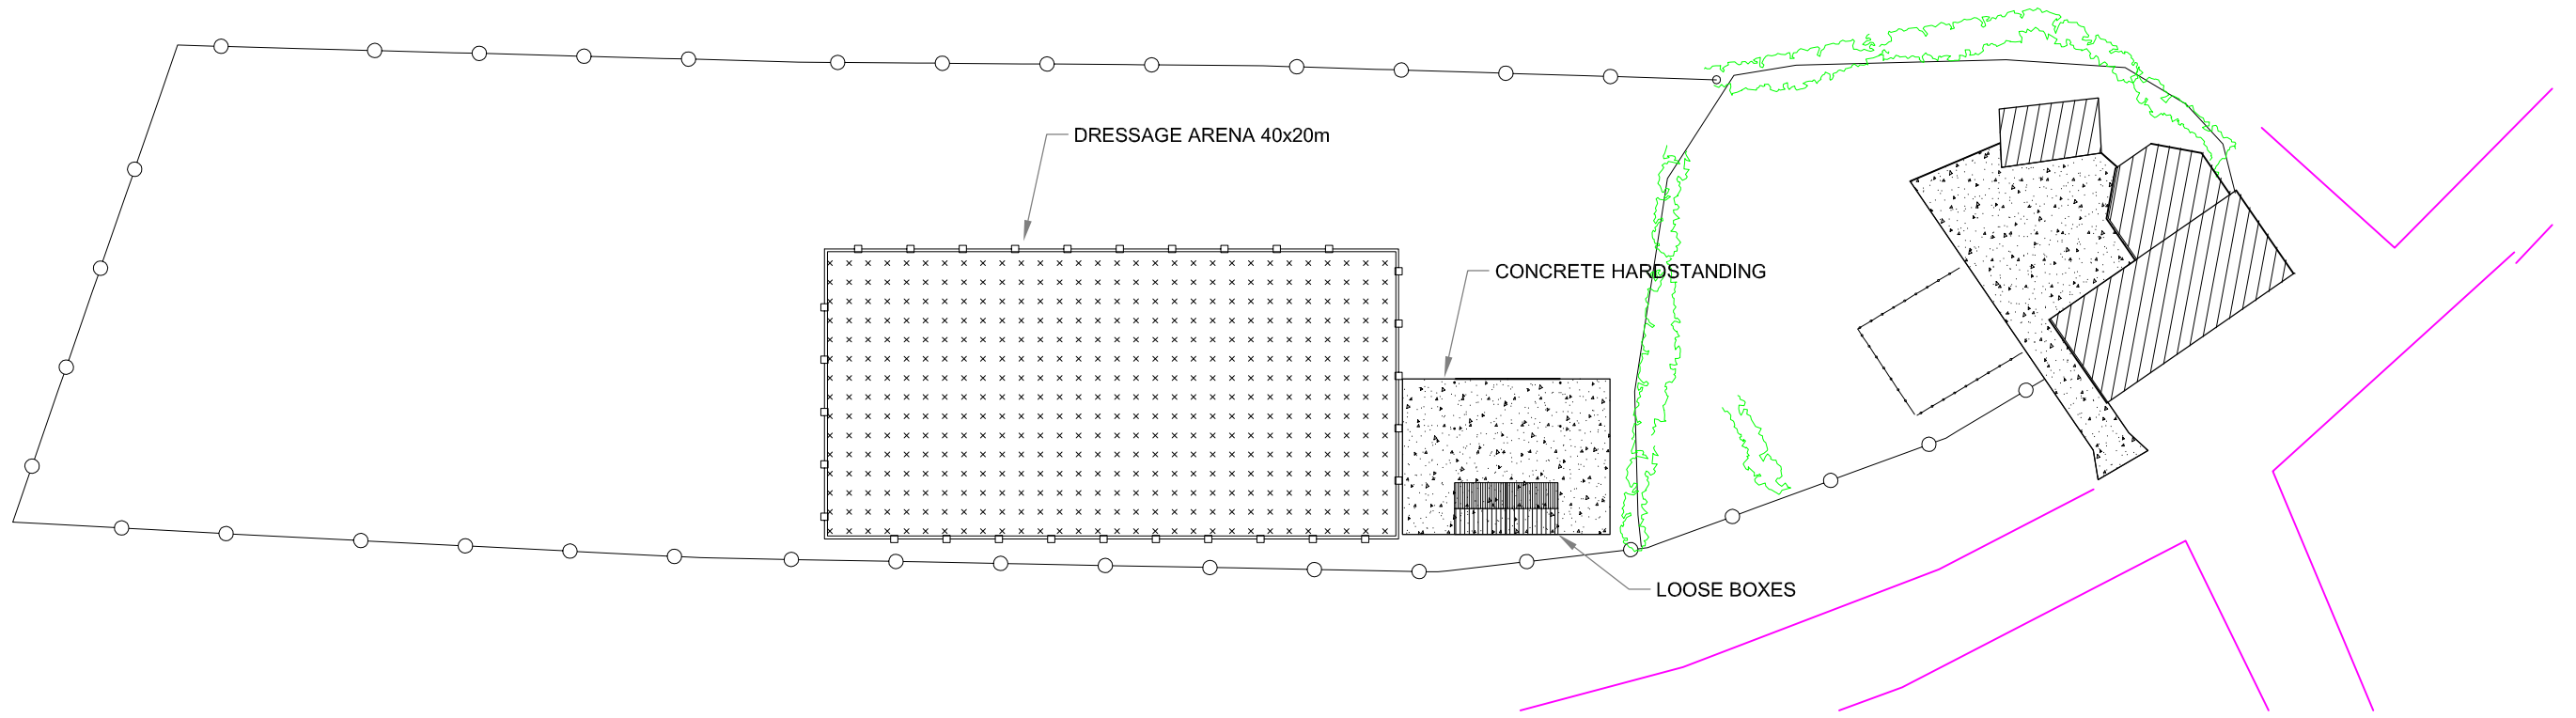 DRESSAGE ARENA 40x20m
CONCRETE HARDSTANDING
LOOSE BOXES